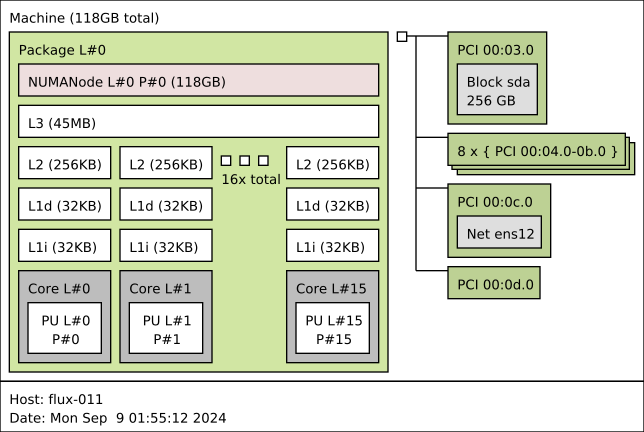 Machine (118GB total)
Package L#0
NUMANode L#0 P#0 (118GB)
L3 (45MB)
L2 (256KB)
L2 (256KB)
16x total
L2 (256KB)
L1d (32KB)
L1d (32KB)
L1d (32KB)
L1i (32KB)
L1i (32KB)
L1i (32KB)
Core L#0
PU L#0
P#0
Core L#1
PU L#1
P#1
Core L#15
PU L#15
P#15
PCI 00:03.0
Block sda
256 GB
8 x { PCI 00:04.0-0b.0 }
PCI 00:0c.0
Net ens12
PCI 00:0d.0
Host: flux-011
Date: Mon Sep  9 01:55:12 2024